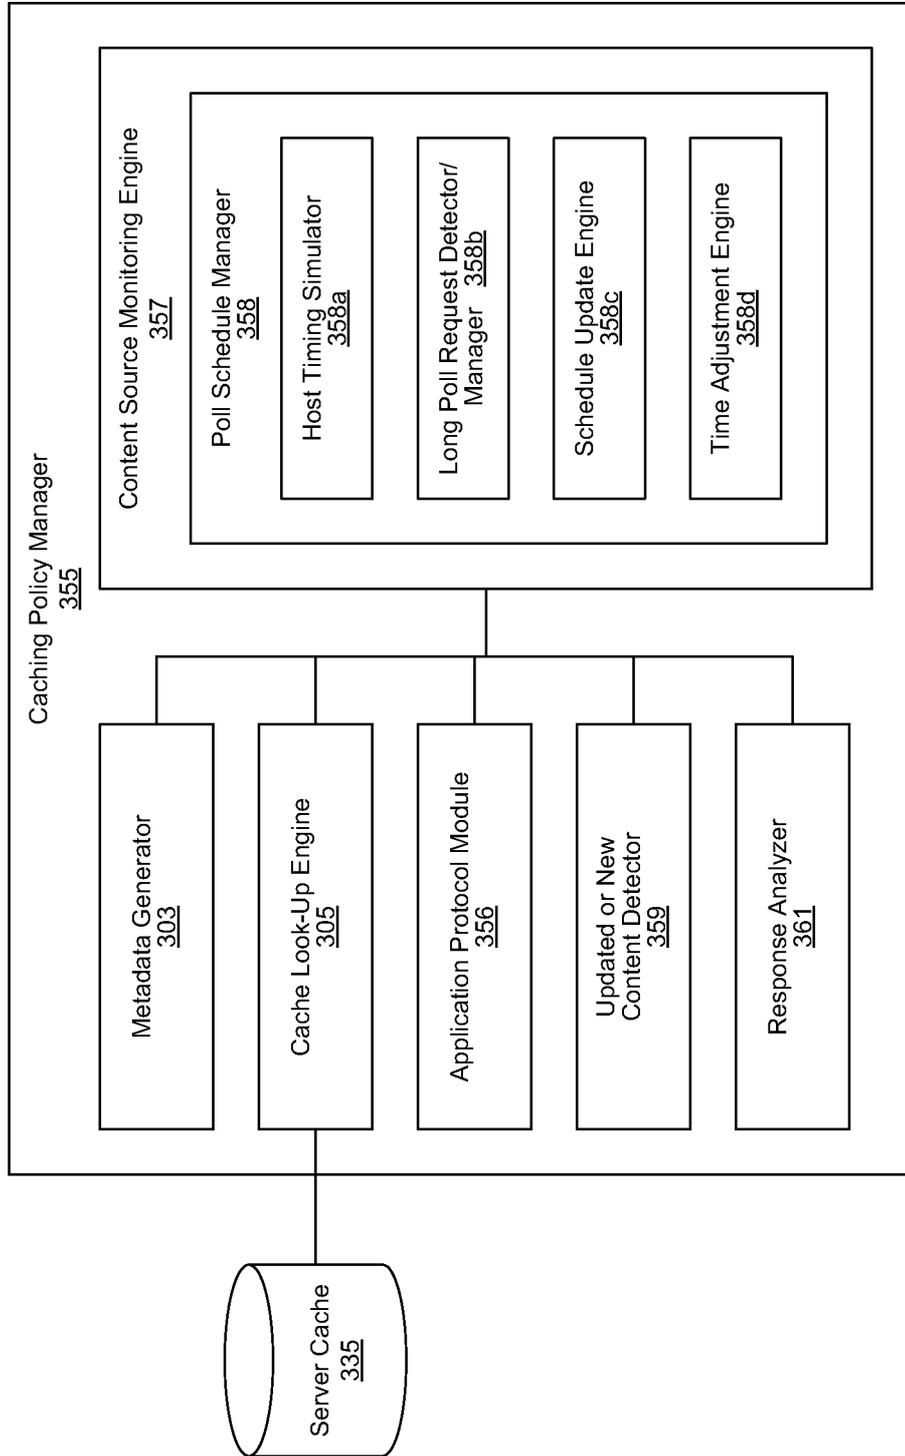 Caching Policy Manager
355
Server Cache
335
Metadata Generator
303
Cache Look-Up Engine
305
Application Protocol Module
356
Updated or New
Content Detector
359
Response Analyzer
361
Content Source Monitoring Engine
357
Poll Schedule Manager
358
Host Timing Simulator
358a
Long Poll Request Detector/
Manager 358b
Schedule Update Engine
358c
Time Adjustment Engine
358d